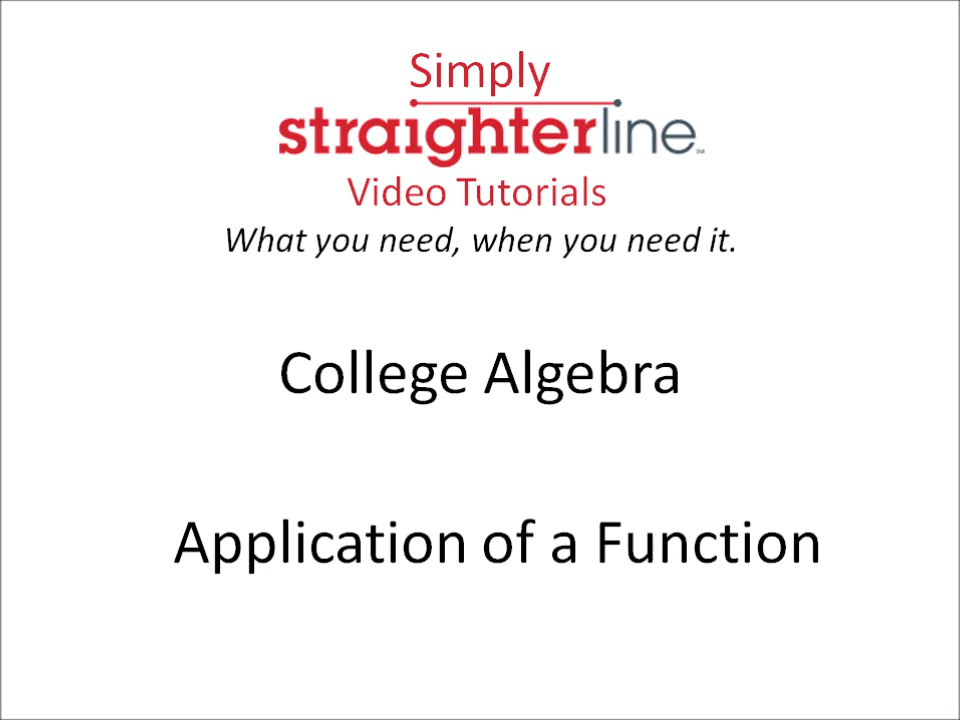 Simply
straighterline
Video Tutorials
What you need, when you need it.
College Algebra
Application of a Function